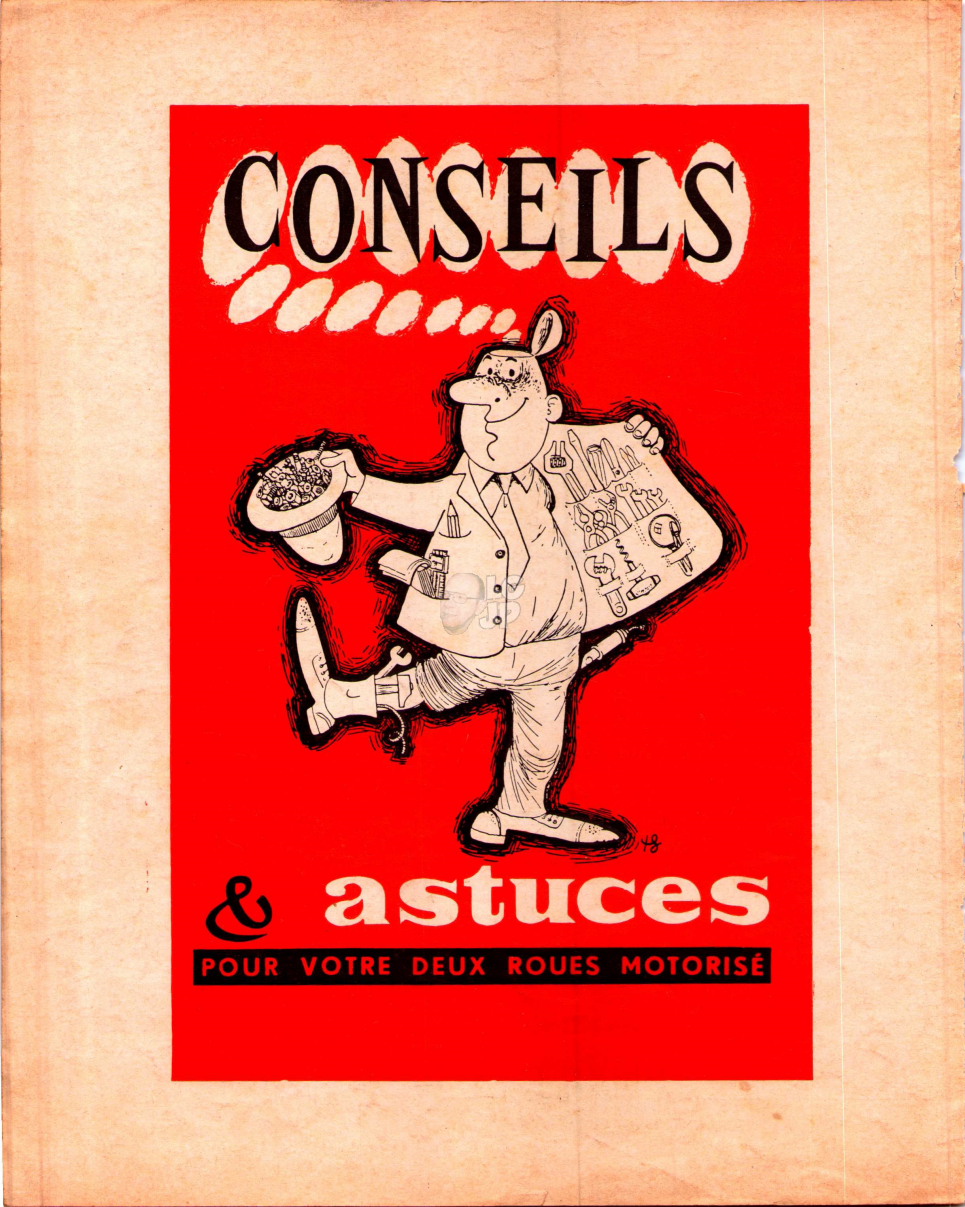 CONSEILS
& astuces
POUR VOTRE DEUX ROUES MOTORISÉ